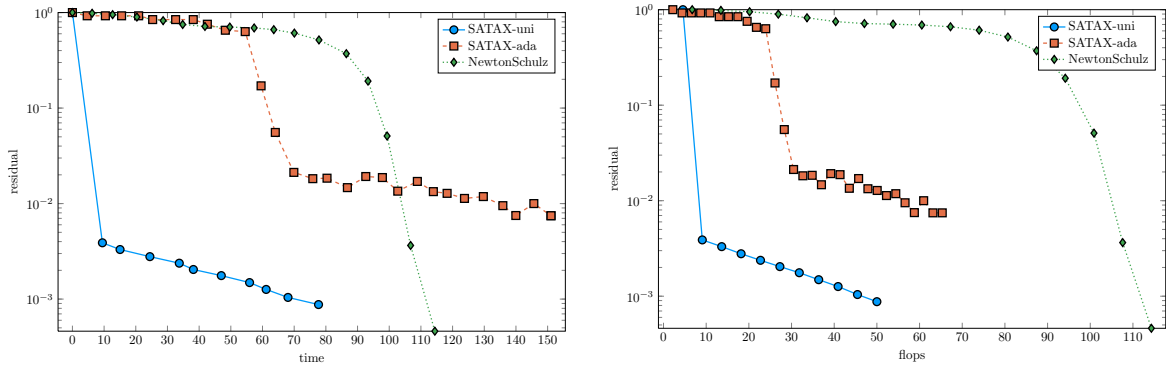 10^0
10^{-1}
10^{-2}
10^{-3}
residual
0 10 20 30 40 50 60 70 80 90 100 110 120 130 140 150
time
SATAX-uni
SATAX-ada
NewtonSchulz
10^0
10^{-1}
10^{-2}
10^{-3}
residual
0 10 20 30 40 50 60 70 80 90 100 110
flops
SATAX-uni
SATAX-ada
NewtonSchulz